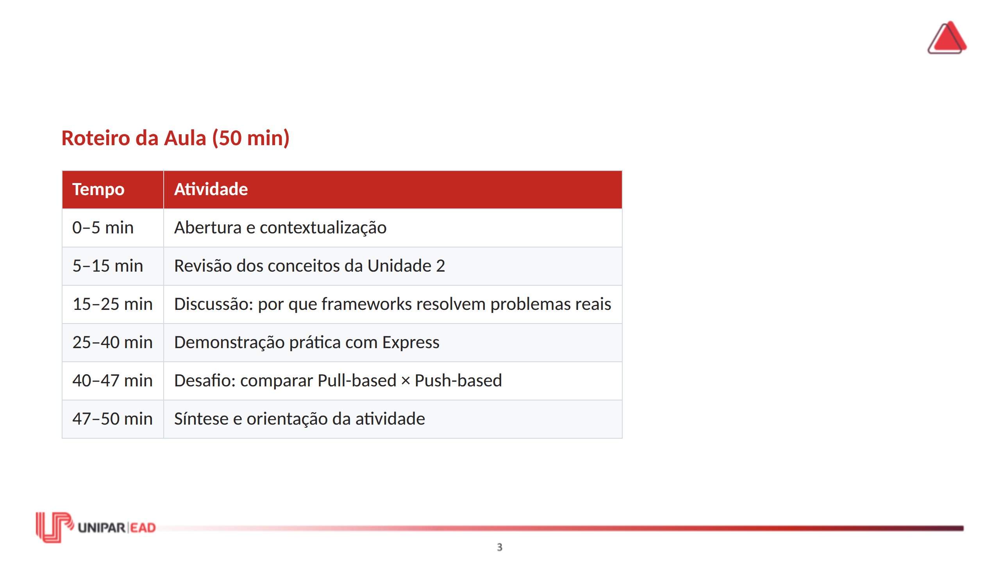 Roteiro da Aula (50 min)
Tempo Atividade
0–5 min Abertura e contextualização
5–15 min Revisão dos conceitos da Unidade 2
15–25 min Discussão: por que frameworks resolvem problemas reais
25–40 min Demonstração prática com Express
40–47 min Desafio: comparar Pull-based × Push-based
47–50 min Síntese e orientação da atividade
UNIPAR|EAD
3